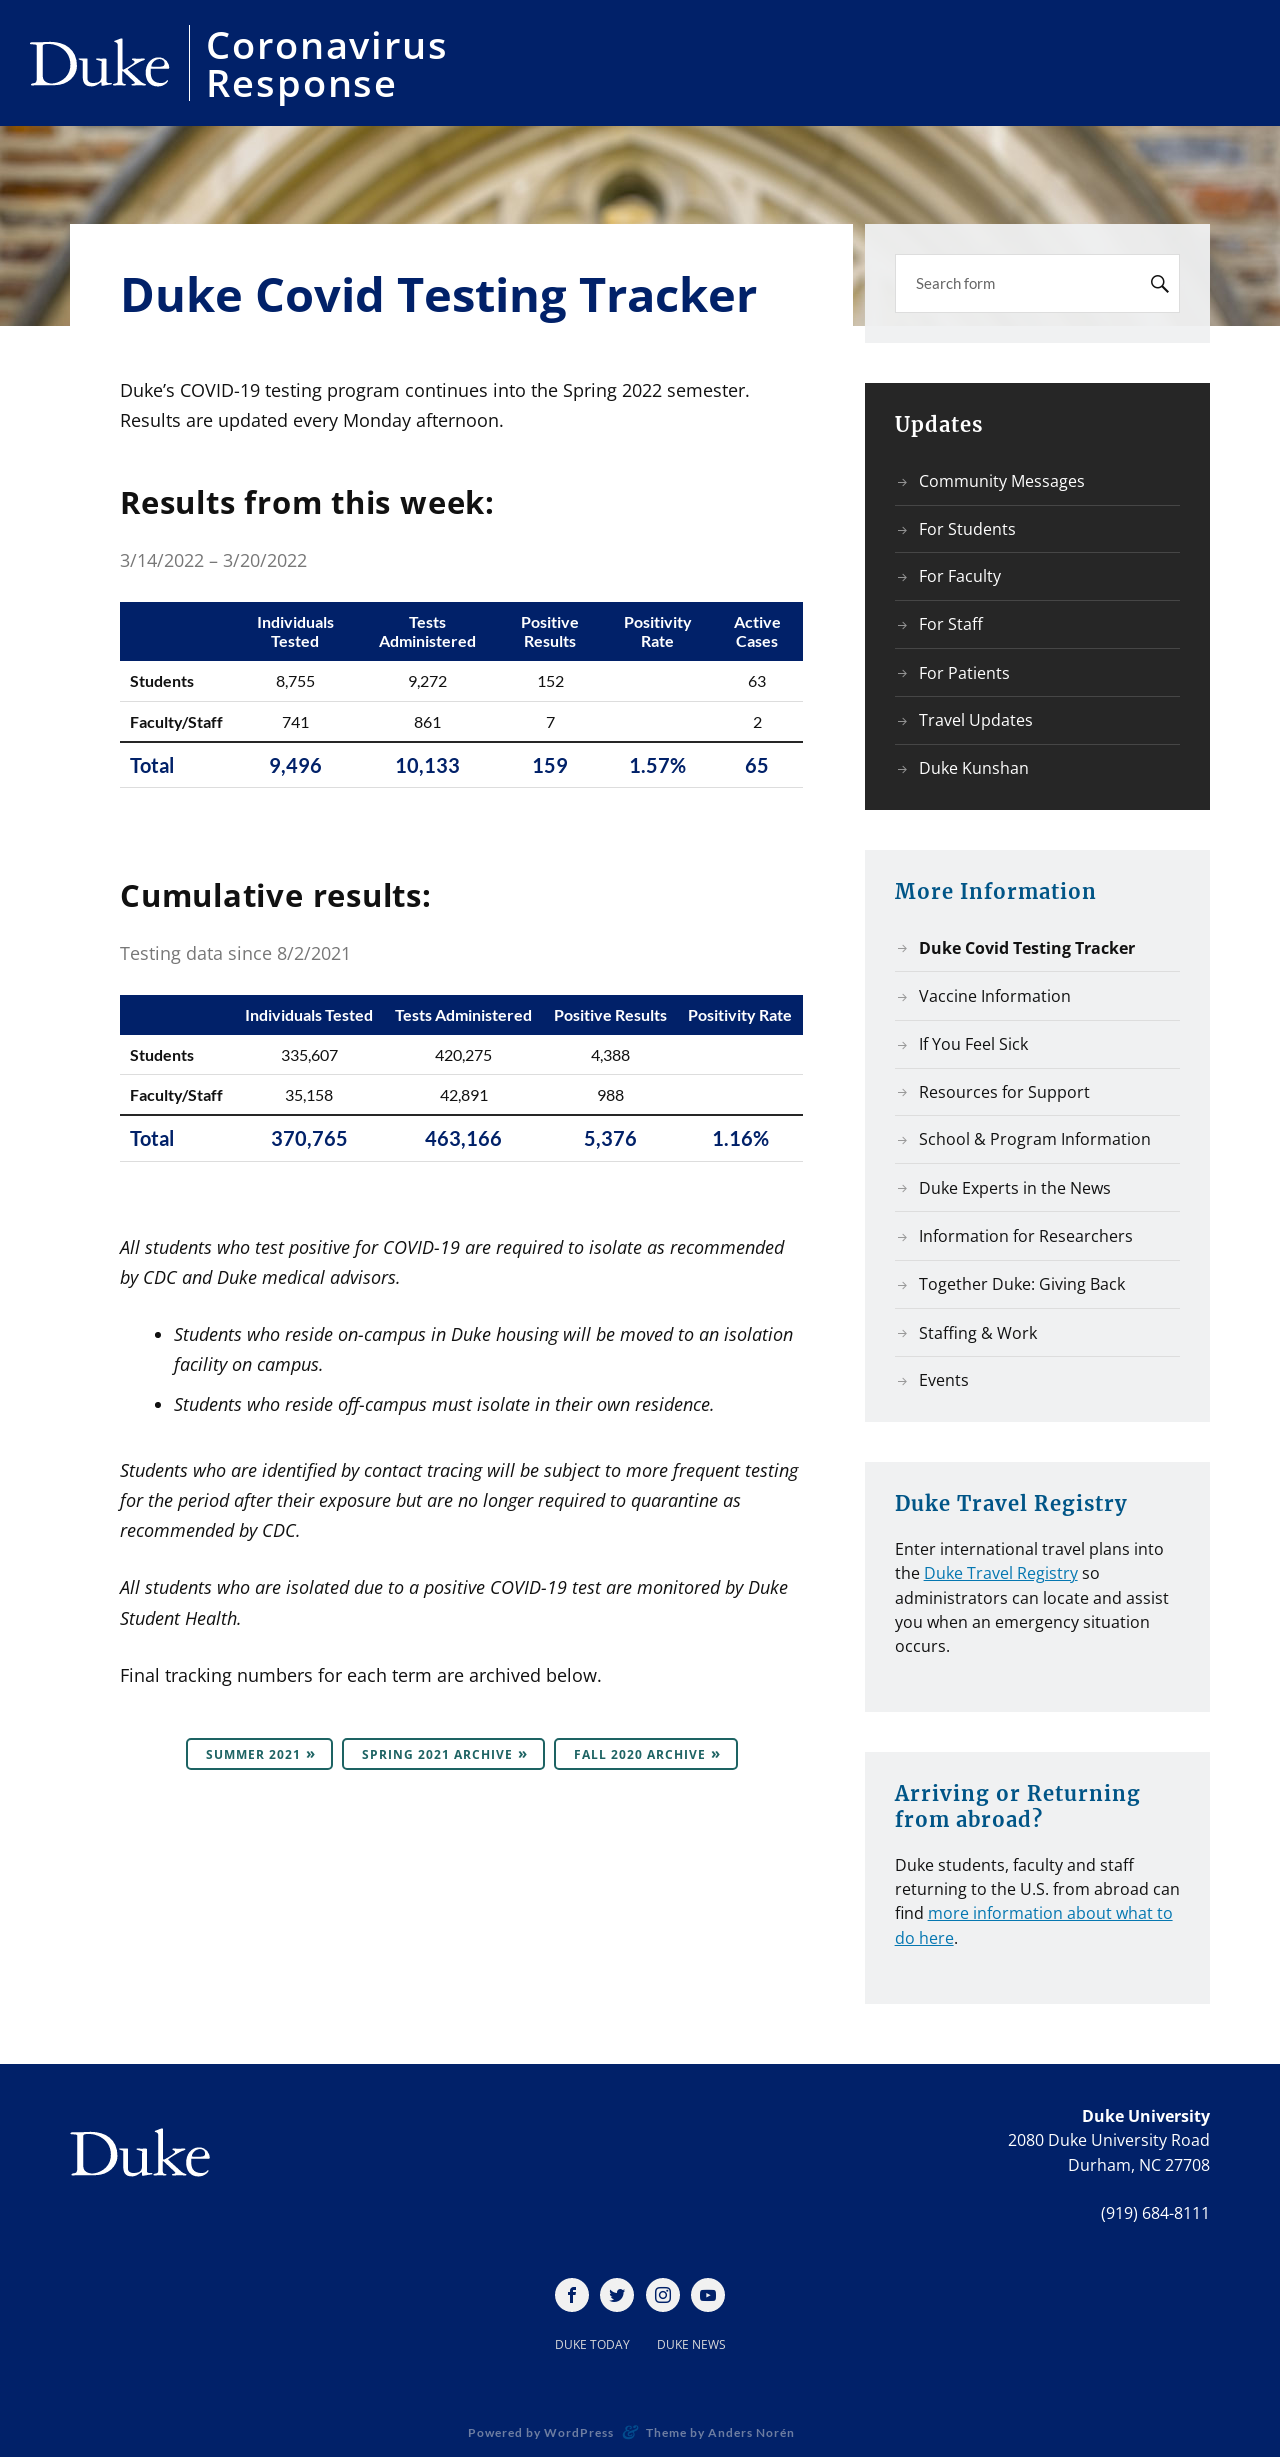 Duke
Coronavirus
Response
Duke Covid Testing Tracker
Duke’s COVID-19 testing program continues into the Spring 2022 semester.
Results are updated every Monday afternoon.
Results from this week:
3/14/2022 – 3/20/2022
Individuals Tested Tests Administered Positive Results Positivity Rate Active Cases
Students 8,755 9,272 152 63
Faculty/Staff 741 861 7 2
Total 9,496 10,133 159 1.57% 65
Cumulative results:
Testing data since 8/2/2021
Individuals Tested Tests Administered Positive Results Positivity Rate
Students 335,607 420,275 4,388
Faculty/Staff 35,158 42,891 988
Total 370,765 463,166 5,376 1.16%
All students who test positive for COVID-19 are required to isolate as recommended
by CDC and Duke medical advisors.
• Students who reside on-campus in Duke housing will be moved to an isolation
facility on campus.
• Students who reside off-campus must isolate in their own residence.
Students who are identified by contact tracing will be subject to more frequent testing
for the period after their exposure but are no longer required to quarantine as
recommended by CDC.
All students who are isolated due to a positive COVID-19 test are monitored by Duke
Student Health.
Final tracking numbers for each term are archived below.
SUMMER 2021 » SPRING 2021 ARCHIVE » FALL 2020 ARCHIVE »
Search form
Updates
Community Messages
For Students
For Faculty
For Staff
For Patients
Travel Updates
Duke Kunshan
More Information
Duke Covid Testing Tracker
Vaccine Information
If You Feel Sick
Resources for Support
School & Program Information
Duke Experts in the News
Information for Researchers
Together Duke: Giving Back
Staffing & Work
Events
Duke Travel Registry
Enter international travel plans into
the Duke Travel Registry so
administrators can locate and assist
you when an emergency situation
occurs.
Arriving or Returning
from abroad?
Duke students, faculty and staff
returning to the U.S. from abroad can
find more information about what to
do here.
Duke
Duke University
2080 Duke University Road
Durham, NC 27708
(919) 684-8111
DUKE TODAY DUKE NEWS
Powered by WordPress & Theme by Anders Norén